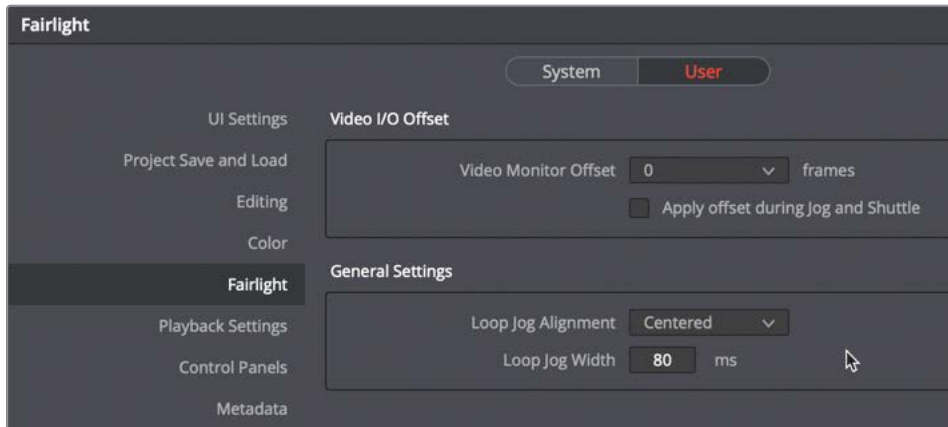 Fairlight
System User
UI Settings
Project Save and Load
Editing
Color
Fairlight
Playback Settings
Control Panels
Metadata
Video I/O Offset
Video Monitor Offset 0 frames
Apply offset during Jog and Shuttle
General Settings
Loop Jog Alignment Centered
Loop Jog Width 80 ms